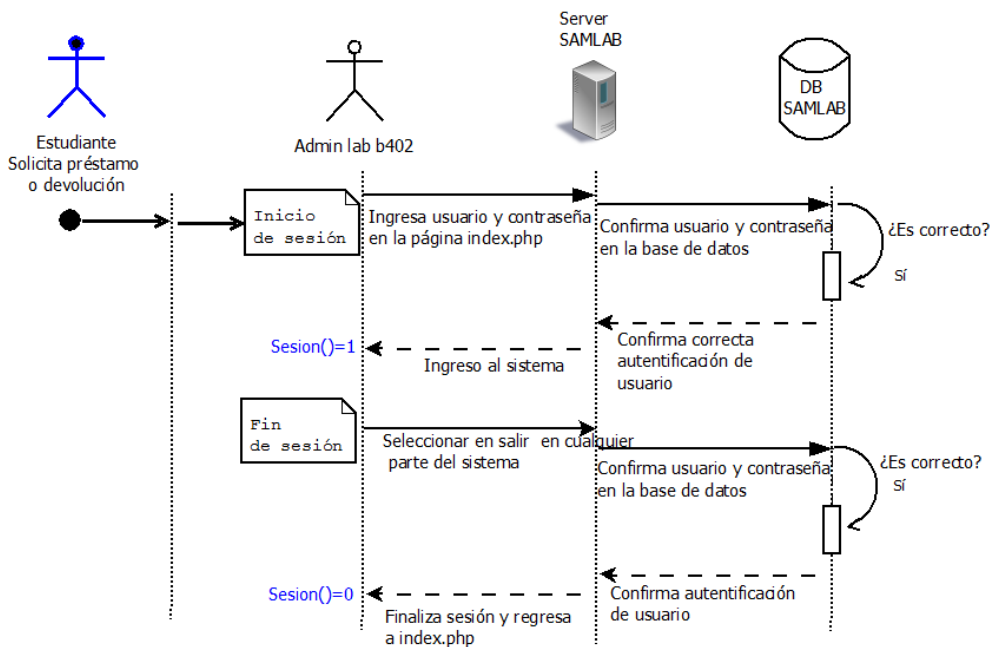 Server
SAMLAB
DB
SAMLAB
Estudiante
Solicita préstamo
o devolución
Admin lab b402
Inicio
de sesión
Ingresa usuario y contraseña
en la página index.php
Confirma usuario y contraseña
en la base de datos
¿Es correcto?
Sí
Confirma correcta
autentificación de
usuario
Sesion()=1
Ingreso al sistema
Fin
de sesión
Seleccionar en salir en cualquier
parte del sistema
Confirma usuario y contraseña
en la base de datos
¿Es correcto?
Sí
Confirma autentificación
de usuario
Sesion()=0
Finaliza sesión y regresa
a index.php